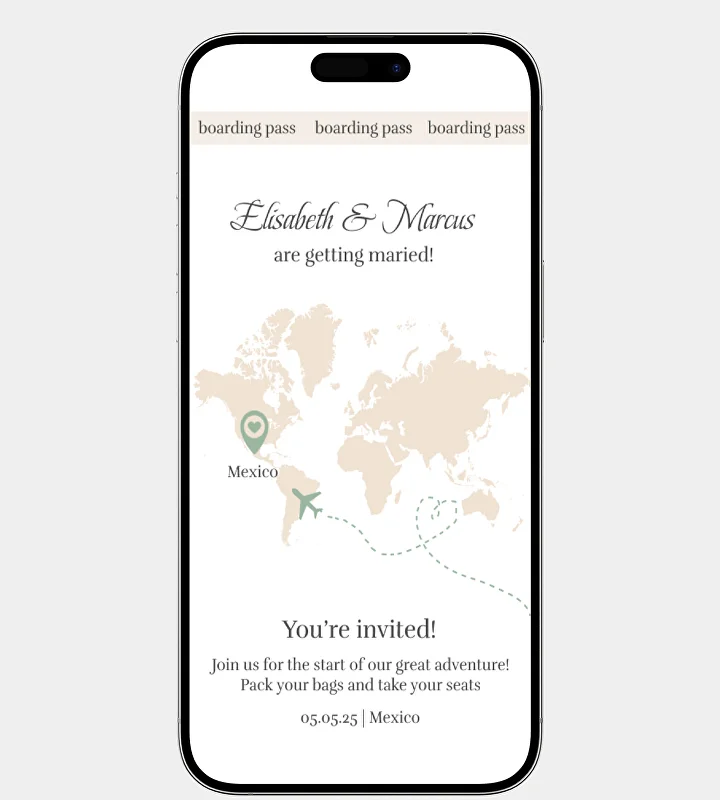 boarding pass boarding pass boarding pass
Elisabeth & Marcus
are getting maried!
Mexico
You're invited!
Join us for the start of our great adventure!
Pack your bags and take your seats
05.05.25 | Mexico